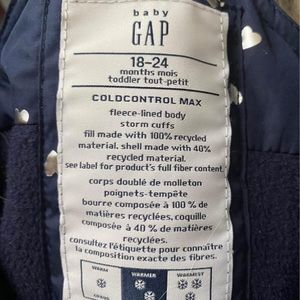 baby
GAP
18-24
months mois
toddler tout-petit
COLDCONTROL MAX
fleece-lined body
storm cuffs
fill made with 100% recycled
material. shell made with 40%
recycled material.
see label for product's full fiber content.
corps doublé de molleton
poignets-tempête
bourre composée à 100 % de
matières recyclées, coquille
composée à 40 % de matières
recyclées.
consultez l'étiquette pour connaître
la composition exacte des fibres.
WARM WARMER WARMEST